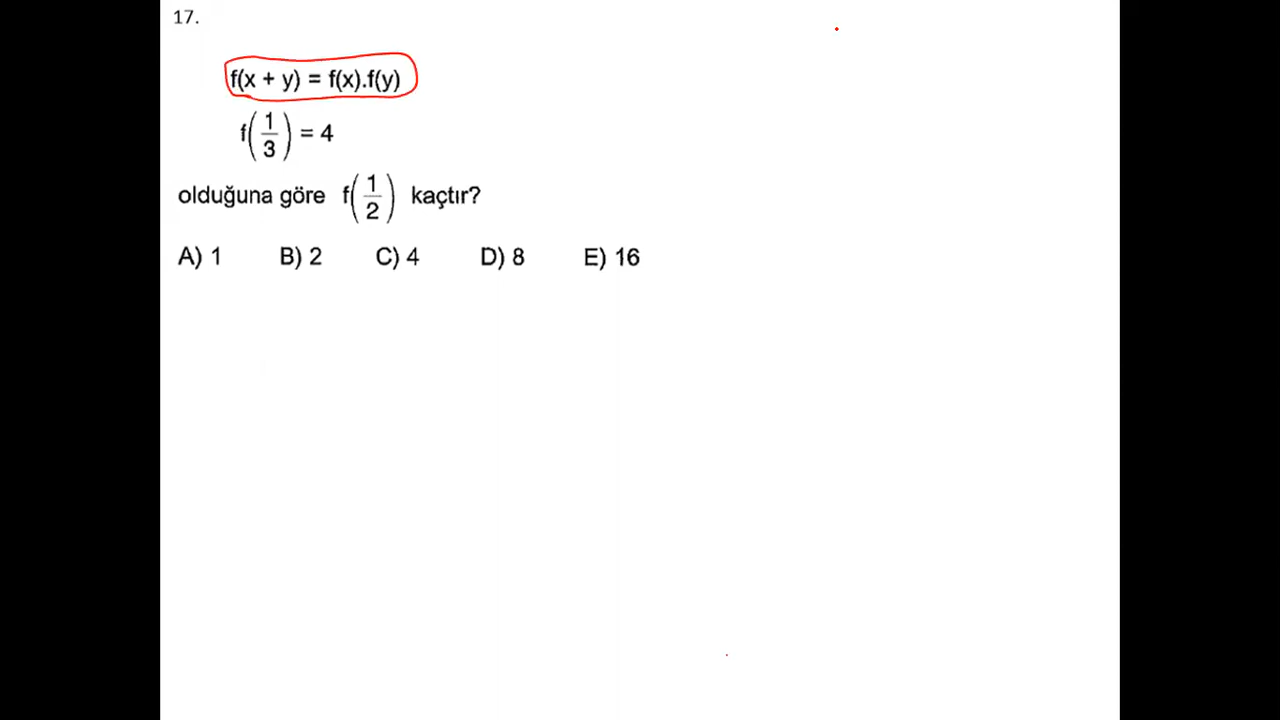 17.
f(x + y) = f(x).f(y)
f(1/3) = 4
olduğuna göre f(1/2) kaçtır?
A) 1 B) 2 C) 4 D) 8 E) 16